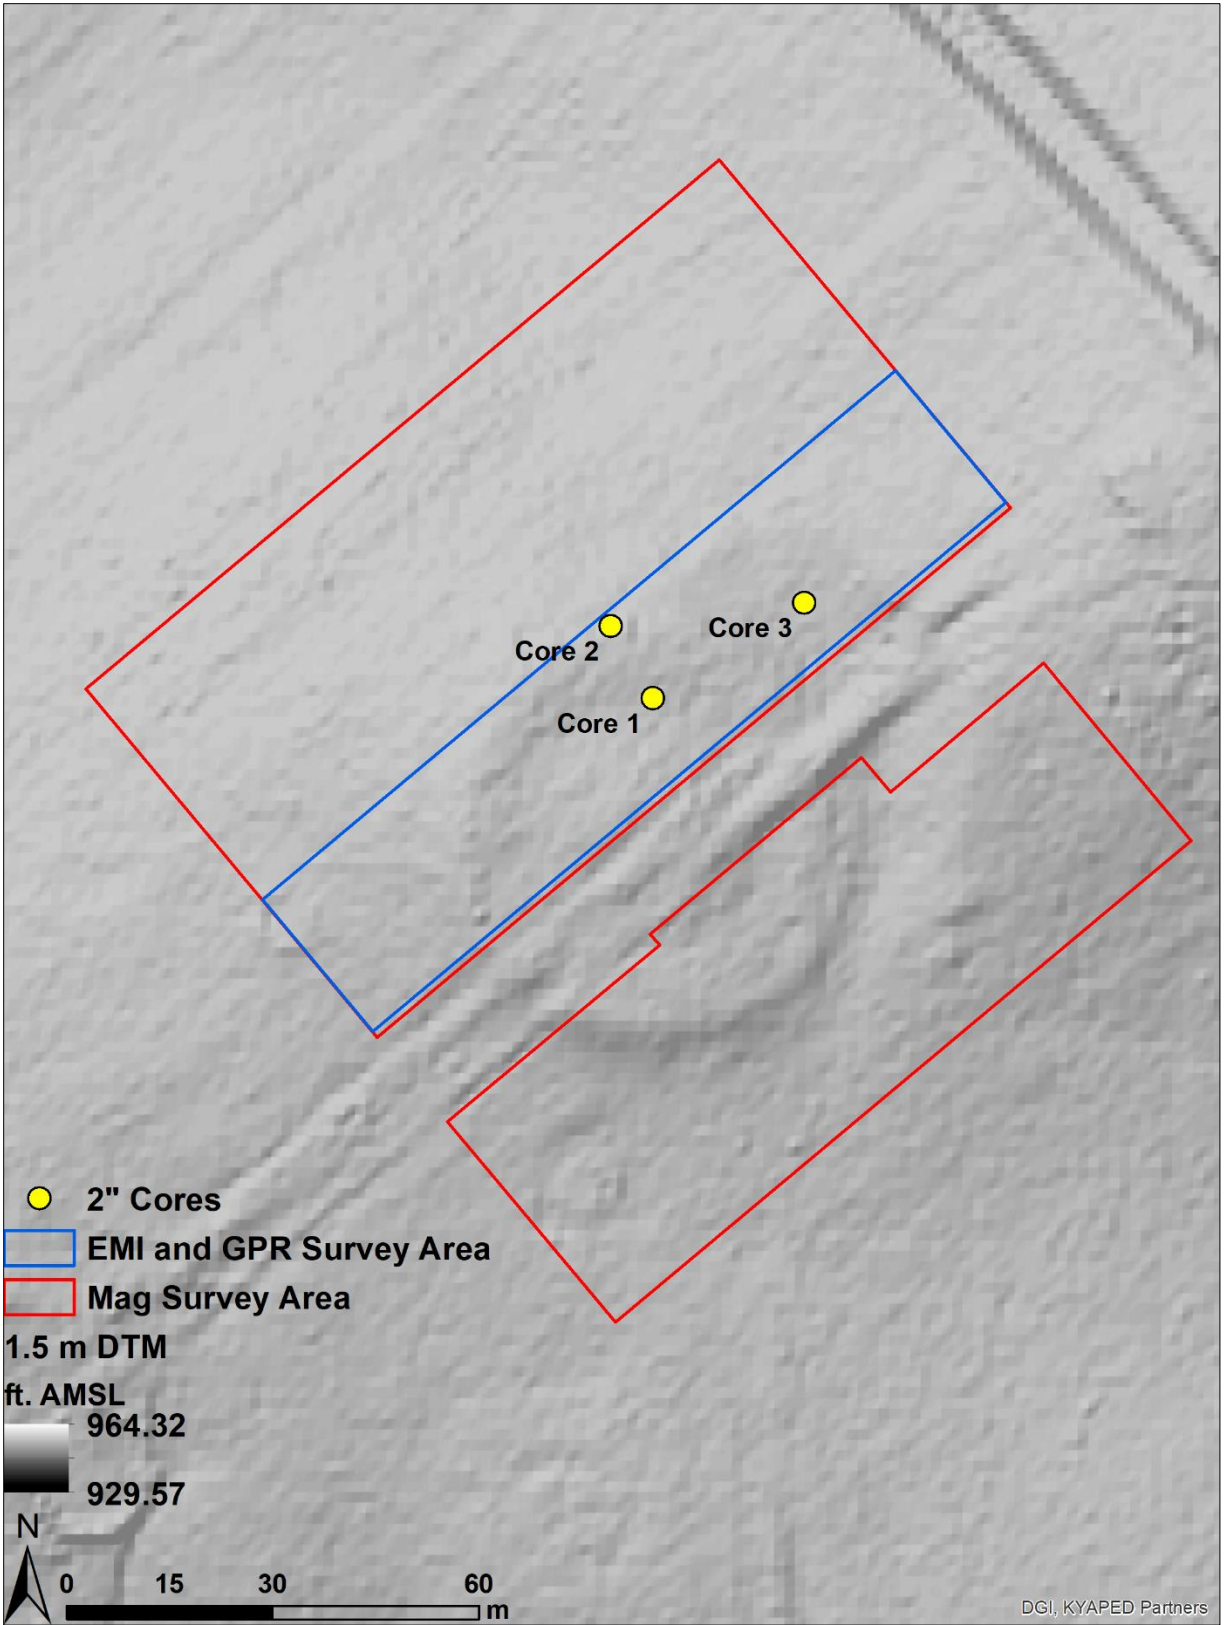 Core 2
Core 3
Core 1
2" Cores
EMI and GPR Survey Area
Mag Survey Area
1.5 m DTM
ft. AMSL
964.32
929.57
N
0 15 30 60
m
DGI, KYAPED Partners